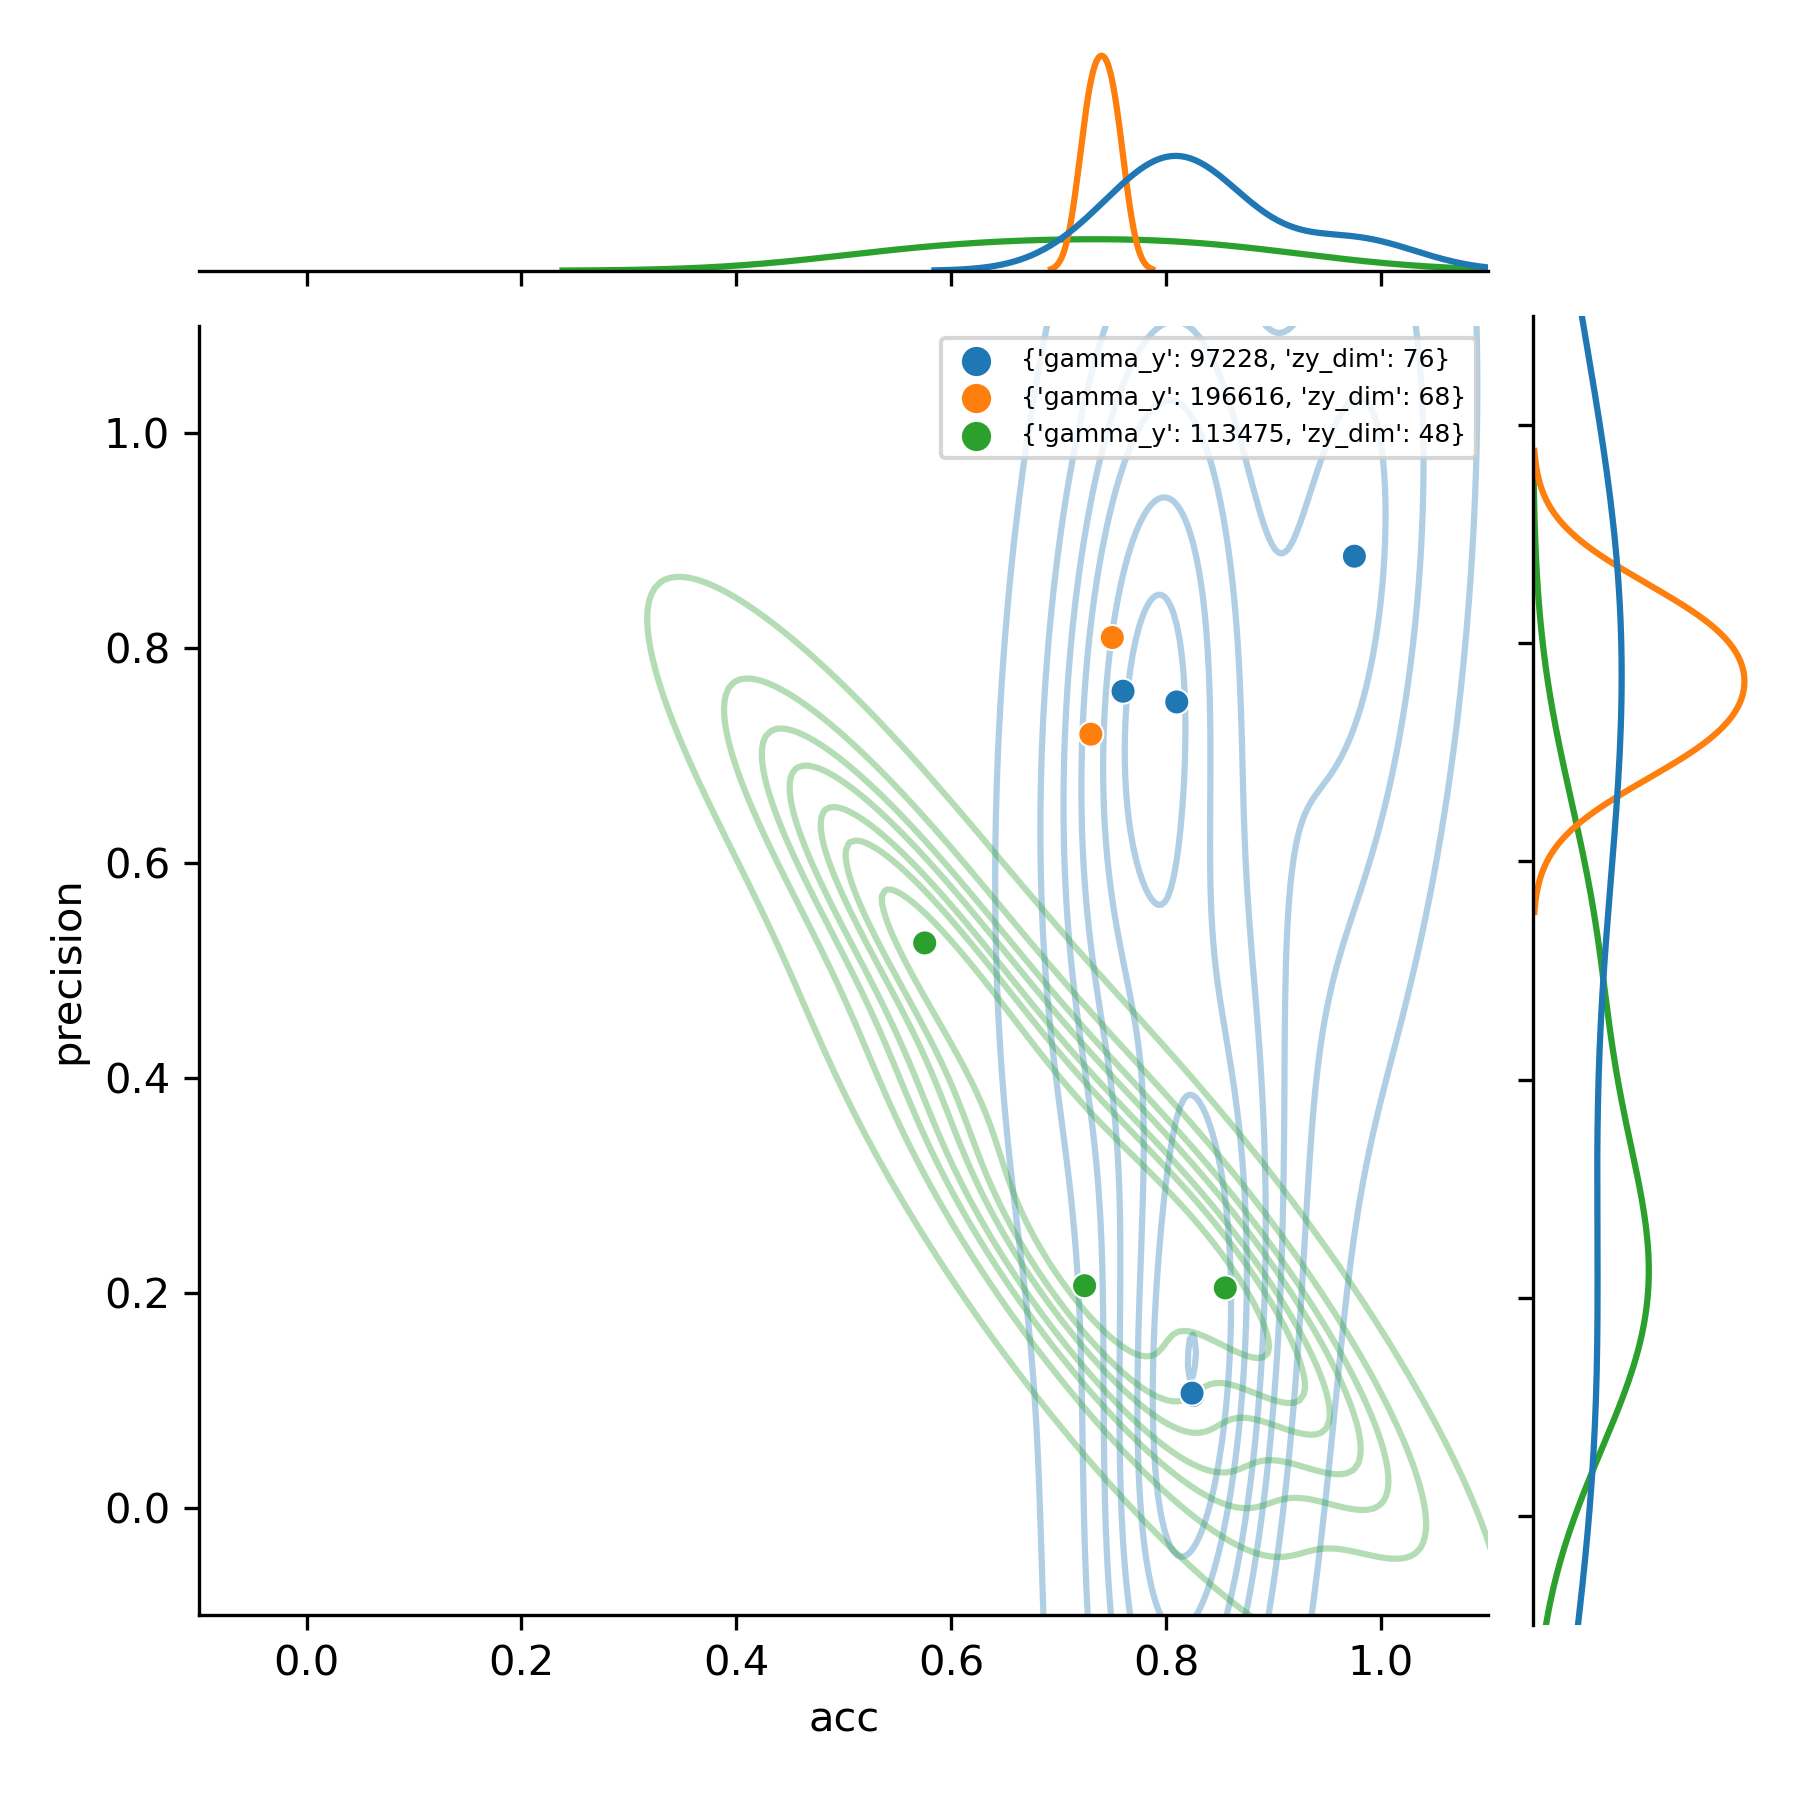 {'gamma_y': 97228, 'zy_dim': 76}
{'gamma_y': 196616, 'zy_dim': 68}
{'gamma_y': 113475, 'zy_dim': 48}
1.0
0.8
0.6
0.4
0.2
0.0
precision
0.0 0.2 0.4 0.6 0.8 1.0
acc